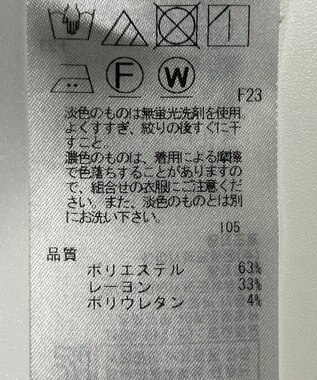 F
W
F23
淡色のものは無蛍光洗剤を使用
よくすすぎ、絞りの後すぐに干
すこと。
濃色のものは、着用による摩擦
で色落ちすることがありますの
で、組合せの衣服にご注意くだ
さい。また、淡色のものとは別
にお洗い下さい。
105
品質
ポリエステル 63%
レーヨン 33%
ポリウレタン 4%